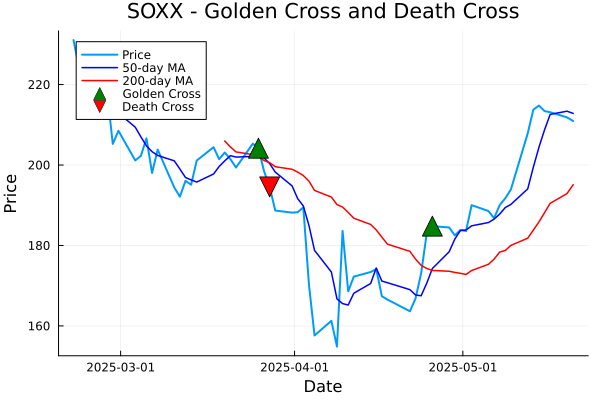 SOXX - Golden Cross and Death Cross
Price
50-day MA
200-day MA
Golden Cross
Death Cross
220
200
180
160
Price
2025-03-01
2025-04-01
2025-05-01
Date